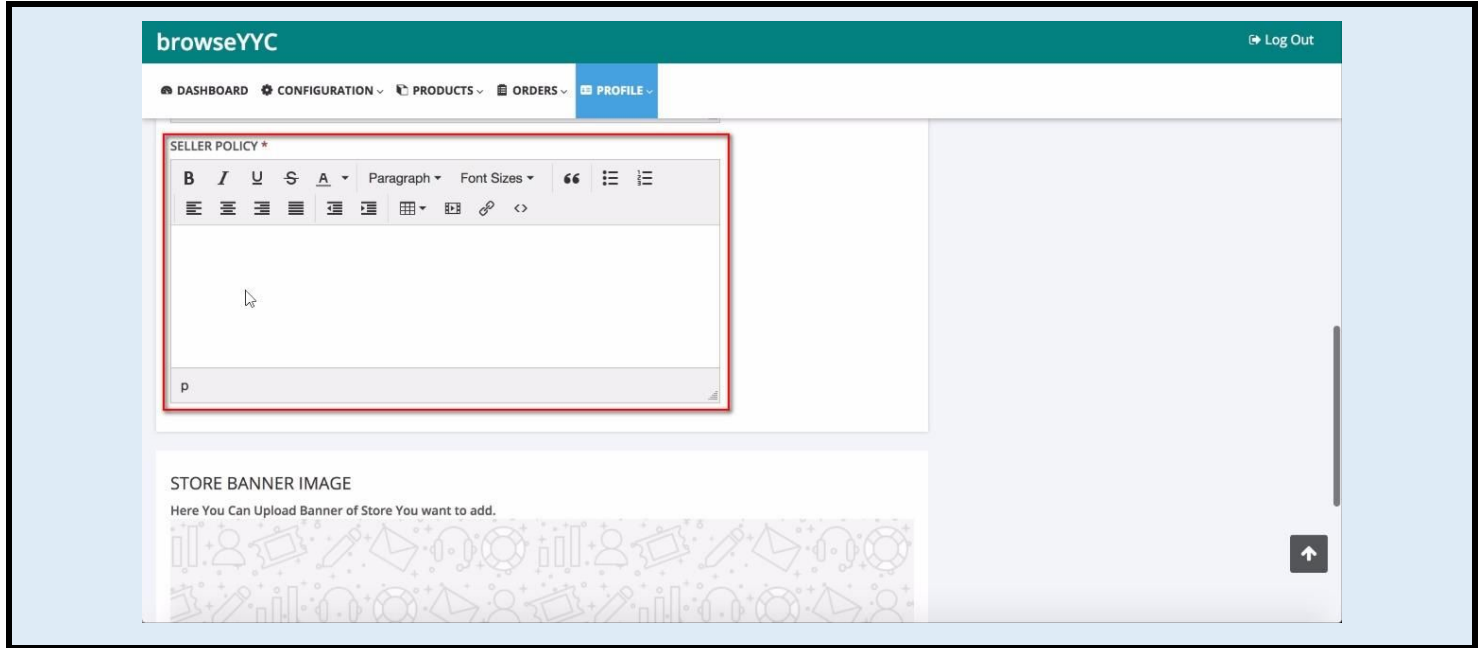 browseYYC
Log Out
DASHBOARD CONFIGURATION PRODUCTS ORDERS PROFILE
SELLER POLICY *
B I U S A Paragraph Font Sizes
p
STORE BANNER IMAGE
Here You Can Upload Banner of Store You want to add.